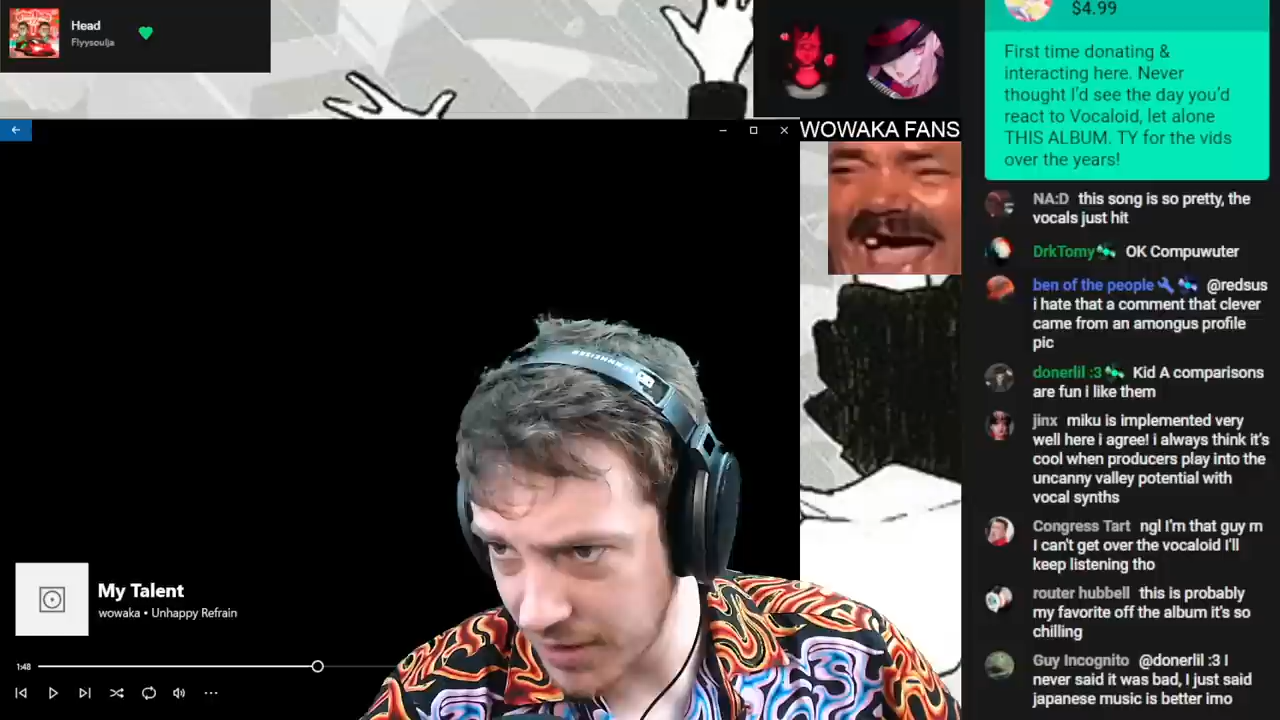 Head
Flyysoulja
WOWAKA FANS
My Talent
wowaka • Unhappy Refrain
1:48
$4.99
First time donating &
interacting here. Never
thought I'd see the day you'd
react to Vocaloid, let alone
THIS ALBUM. TY for the vids
over the years!
NA:D this song is so pretty, the
vocals just hit
DrkTomy OK Compuwuter
ben of the people @redsus
i hate that a comment that clever
came from an amongus profile
pic
donerlil :3 Kid A comparisons
are fun i like them
jinx miku is implemented very
well here i agree! i always think it's
cool when producers play into the
uncanny valley potential with
vocal synths
Congress Tart ngl I'm that guy m
I can't get over the vocaloid I'll
keep listening tho
router hubbell this is probably
my favorite off the album it's so
chilling
Guy Incognito @donerlil :3 I
never said it was bad, I just said
japanese music is better imo